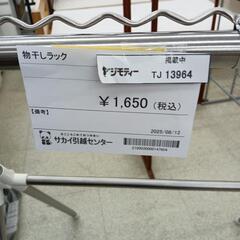 物干しラック
掲載中
ジモティー
TJ 13964
¥1,650(税込)
【備考】
サカイ引越センター
2025/08/12